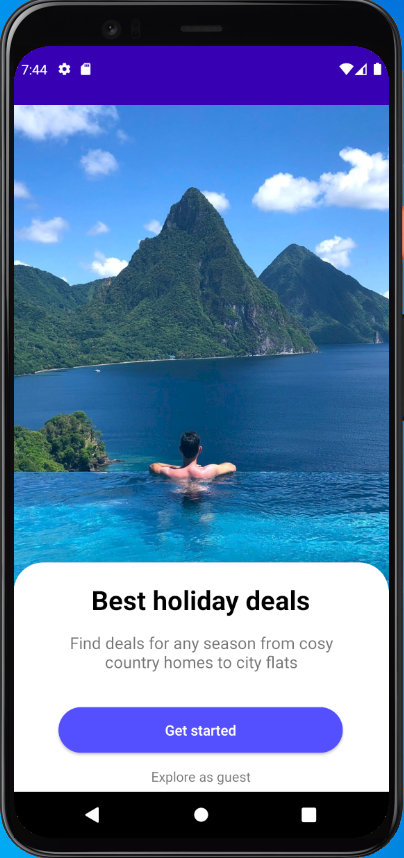 7:44
Best holiday deals
Find deals for any season from cosy
country homes to city flats
Get started
Explore as guest